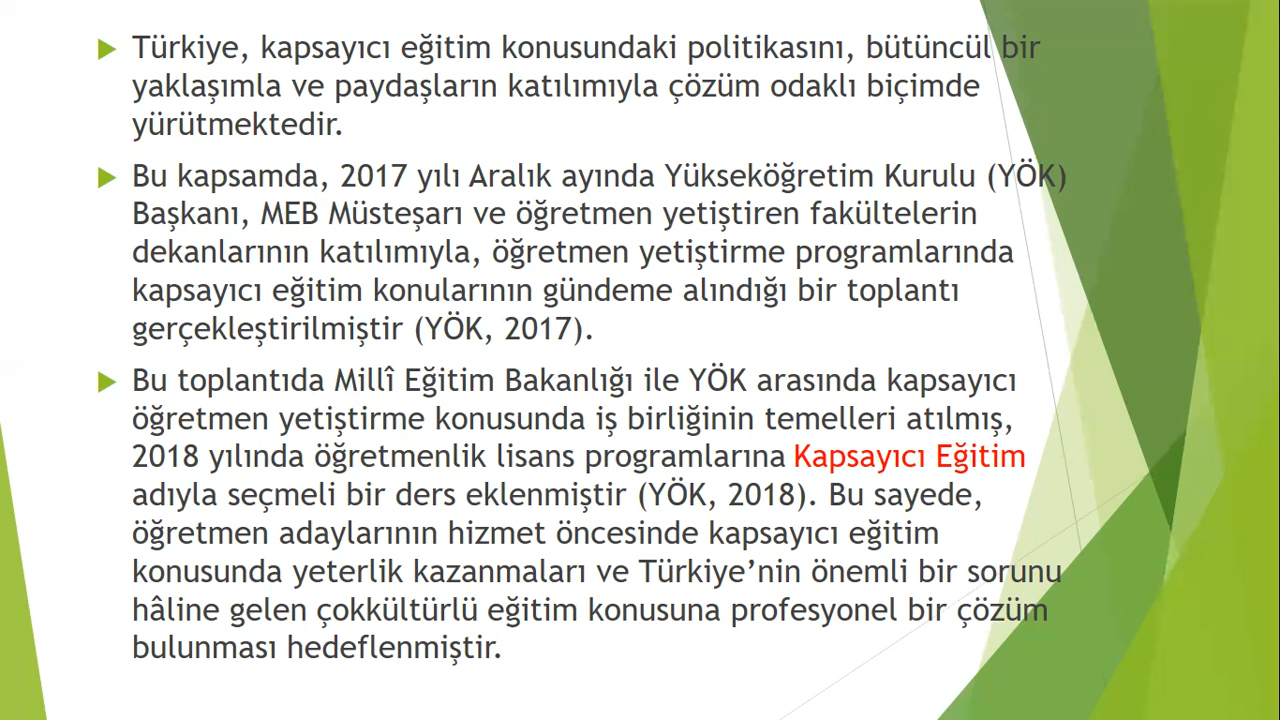 Türkiye, kapsayıcı eğitim konusundaki politikasını, bütüncül bir
yaklaşımla ve paydaşların katılımıyla çözüm odaklı biçimde
yürütmektedir.
Bu kapsamda, 2017 yılı Aralık ayında Yükseköğretim Kurulu (YÖK)
Başkanı, MEB Müsteşarı ve öğretmen yetiştiren fakültelerin
dekanlarının katılımıyla, öğretmen yetiştirme programlarında
kapsayıcı eğitim konularının gündeme alındığı bir toplantı
gerçekleştirilmiştir (YÖK, 2017).
Bu toplantıda Millî Eğitim Bakanlığı ile YÖK arasında kapsayıcı
öğretmen yetiştirme konusunda iş birliğinin temelleri atılmış,
2018 yılında öğretmenlik lisans programlarına Kapsayıcı Eğitim
adıyla seçmeli bir ders eklenmiştir (YÖK, 2018). Bu sayede,
öğretmen adaylarının hizmet öncesinde kapsayıcı eğitim
konusunda yeterlik kazanmaları ve Türkiye’nin önemli bir sorunu
hâline gelen çokkültürlü eğitim konusuna profesyonel bir çözüm
bulunması hedeflenmiştir.